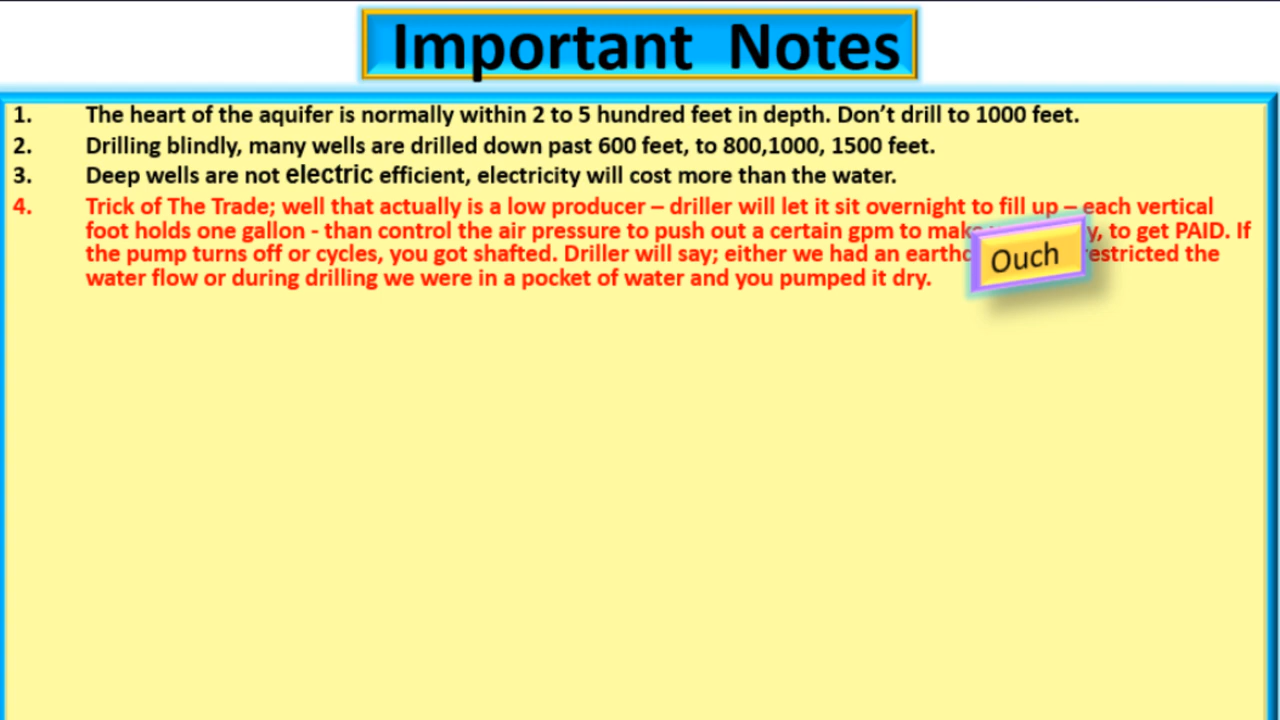 Important Notes
1. The heart of the aquifer is normally within 2 to 5 hundred feet in depth. Don’t drill to 1000 feet.
2. Drilling blindly, many wells are drilled down past 600 feet, to 800,1000, 1500 feet.
3. Deep wells are not electric efficient, electricity will cost more than the water.
4. Trick of The Trade; well that actually is a low producer – driller will let it sit overnight to fill up – each vertical
foot holds one gallon - than control the air pressure to push out a certain gpm to to get PAID. If
the pump turns off or cycles, you got shafted. Driller will say; either we had an the
water flow or during drilling we were in a pocket of water and you pumped it dry.
Ouch